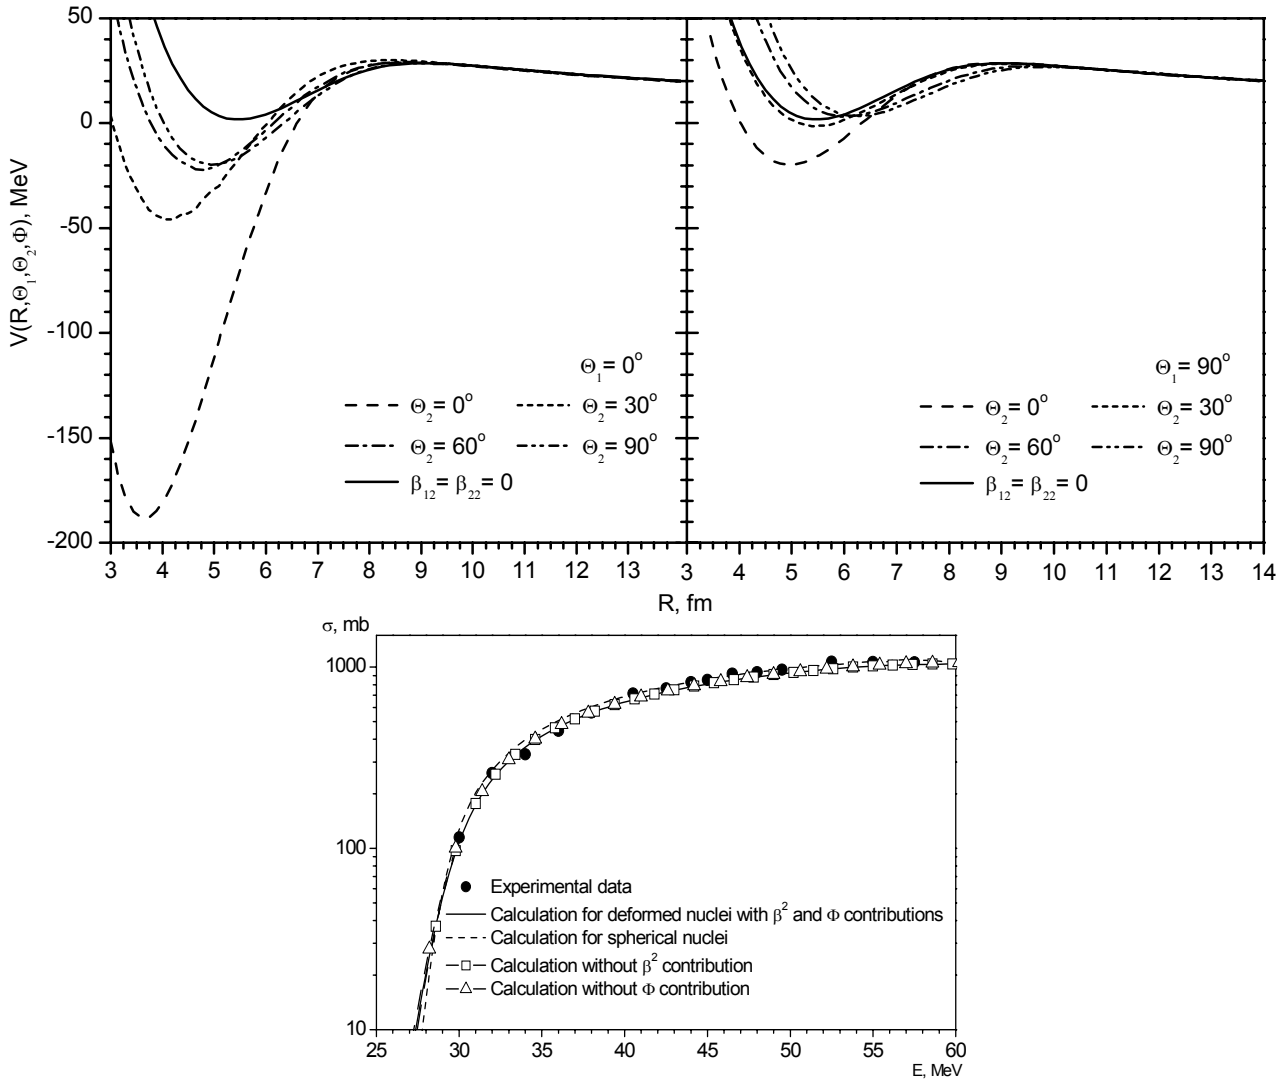 50
0
-50
-100
-150
-200
V(R,Θ₁,Θ₂,Φ), MeV
Θ₁= 0°
Θ₂= 0°
Θ₂= 30°
Θ₂= 60°
Θ₂= 90°
β₁₂= β₂₂= 0
3 4 5 6 7 8 9 10 11 12 13
Θ₁= 90°
Θ₂= 0°
Θ₂= 30°
Θ₂= 60°
Θ₂= 90°
β₁₂= β₂₂= 0
3 4 5 6 7 8 9 10 11 12 13 14
R, fm
σ, mb
1000
100
10
Experimental data
Calculation for deformed nuclei with β² and Φ contributions
Calculation for spherical nuclei
Calculation without β² contribution
Calculation without Φ contribution
25 30 35 40 45 50 55 60
E, MeV